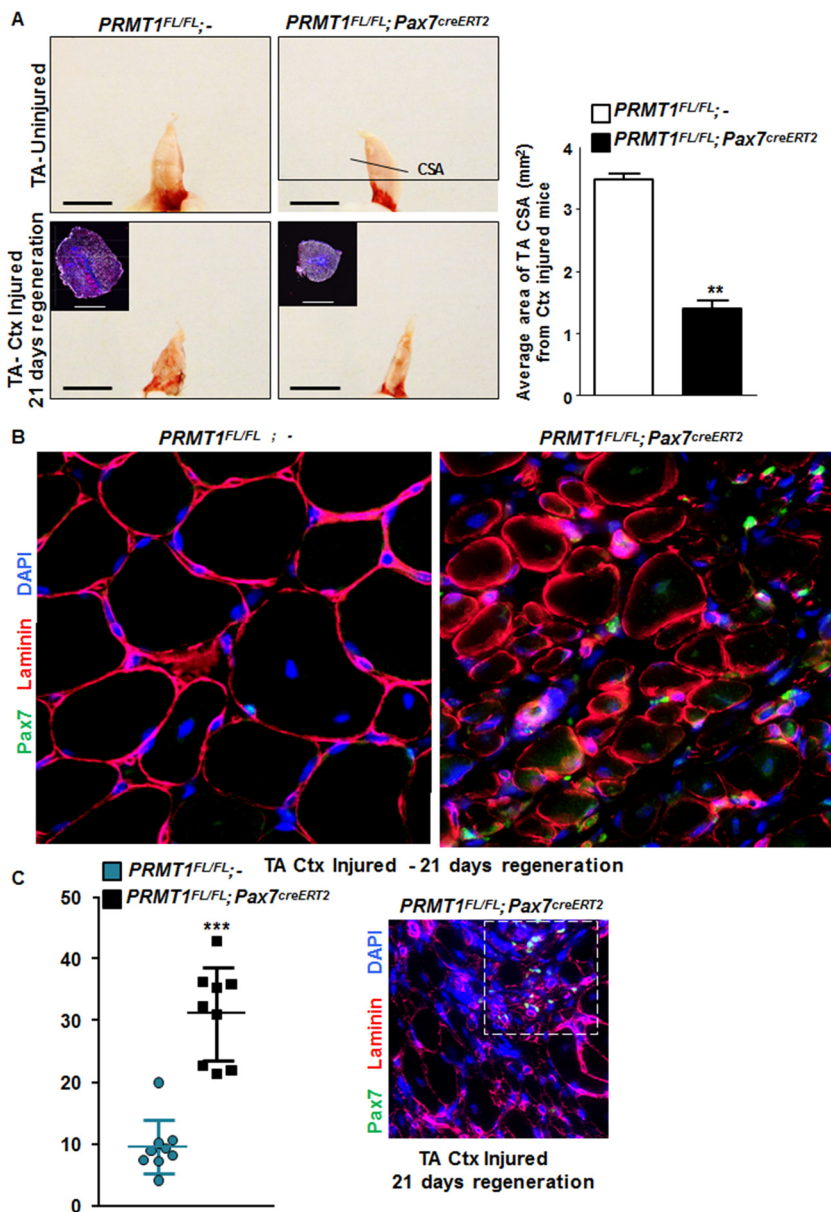 A
PRMT1FL/FL;-
PRMT1FL/FL;Pax7creERT2
TA-Uninjured
CSA
TA- Ctx Injured
21 days regeneration
PRMT1FL/FL;-
PRMT1FL/FL;Pax7creERT2
Average area of TA CSA (mm2)
from Ctx injured mice
4
3
2
1
0
**
B
PRMT1FL/FL ; -
PRMT1FL/FL;Pax7creERT2
Pax7 Laminin DAPI
TA Ctx Injured - 21 days regeneration
C
PRMT1FL/FL;-
PRMT1FL/FL;Pax7creERT2
50
40
30
20
10
0
***
PRMT1FL/FL;Pax7creERT2
Pax7 Laminin DAPI
TA Ctx Injured
21 days regeneration